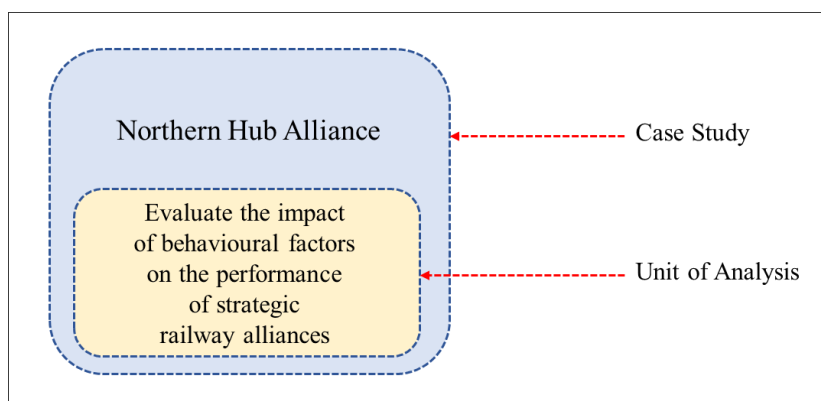 Northern Hub Alliance
Case Study
Evaluate the impact
of behavioural factors
on the performance
of strategic
railway alliances
Unit of Analysis